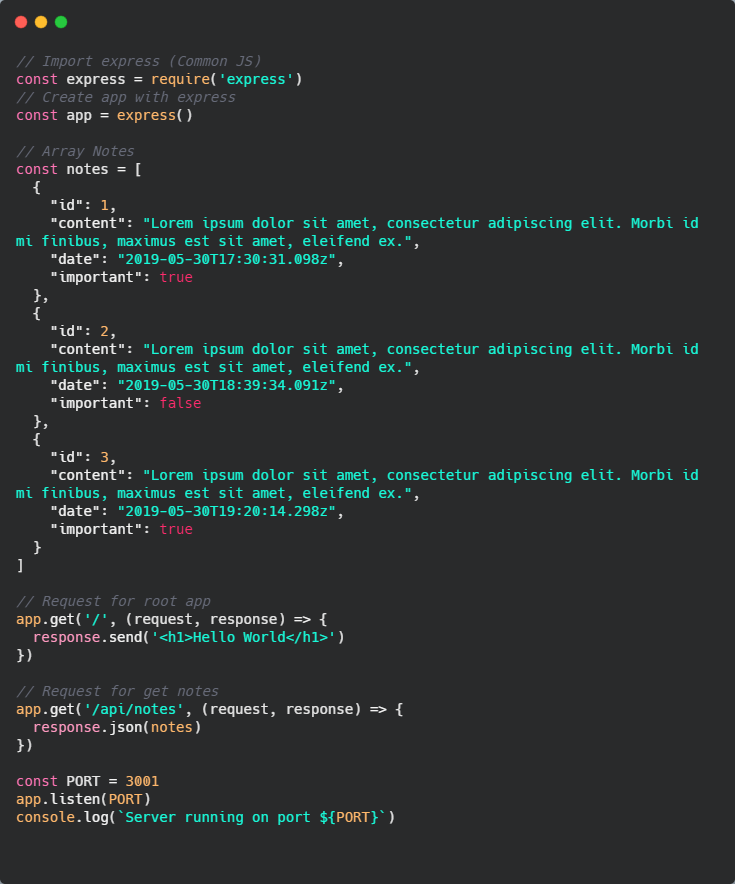 // Import express (Common JS)
const express = require('express')
// Create app with express
const app = express()

// Array Notes
const notes = [
  {
    "id": 1,
    "content": "Lorem ipsum dolor sit amet, consectetur adipiscing elit. Morbi id
mi finibus, maximus est sit amet, eleifend ex.",
    "date": "2019-05-30T17:30:31.098z",
    "important": true
  },
  {
    "id": 2,
    "content": "Lorem ipsum dolor sit amet, consectetur adipiscing elit. Morbi id
mi finibus, maximus est sit amet, eleifend ex.",
    "date": "2019-05-30T18:39:34.091z",
    "important": false
  },
  {
    "id": 3,
    "content": "Lorem ipsum dolor sit amet, consectetur adipiscing elit. Morbi id
mi finibus, maximus est sit amet, eleifend ex.",
    "date": "2019-05-30T19:20:14.298z",
    "important": true
  }
]

// Request for root app
app.get('/', (request, response) => {
  response.send('<h1>Hello World</h1>')
})

// Request for get notes
app.get('/api/notes', (request, response) => {
  response.json(notes)
})

const PORT = 3001
app.listen(PORT)
console.log(`Server running on port ${PORT}`)